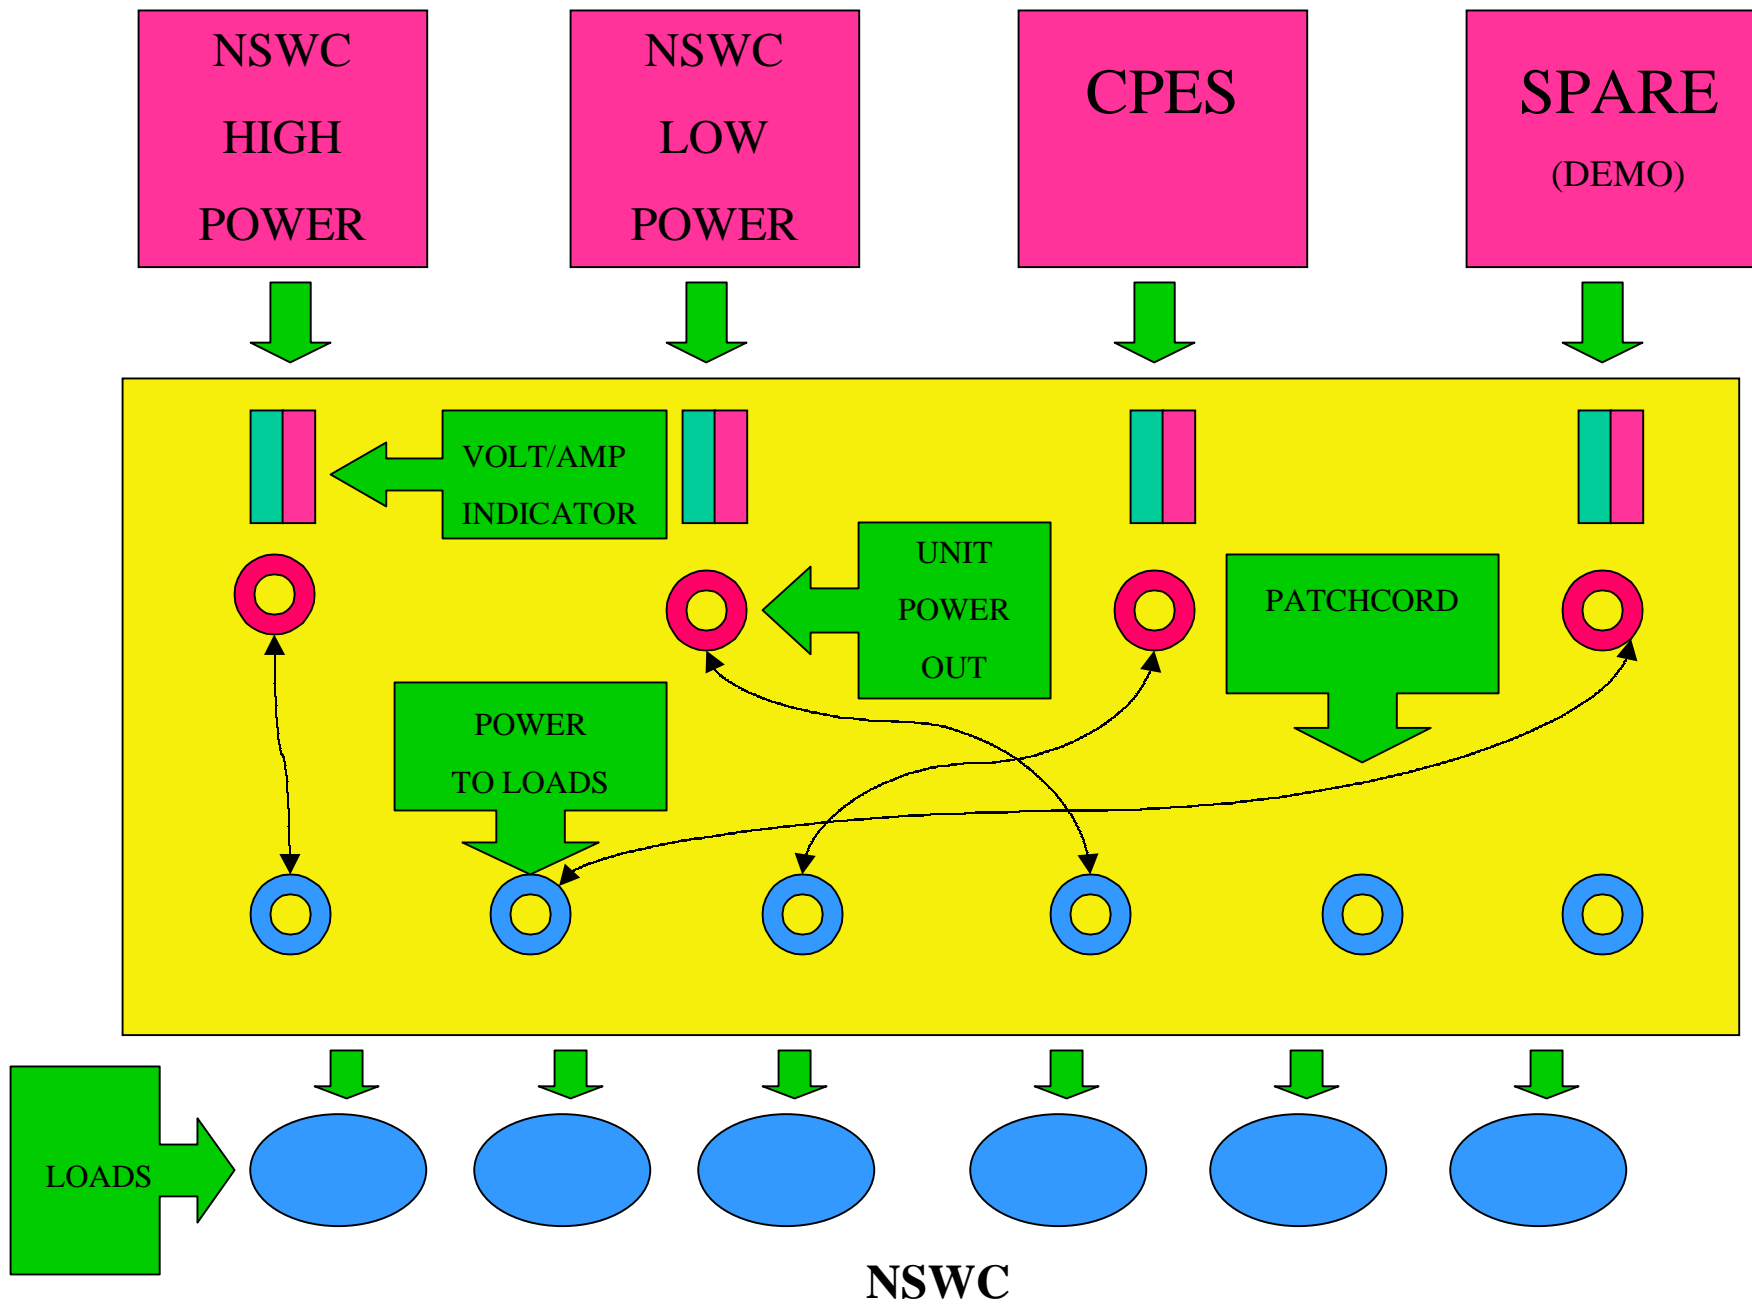 NSWC
HIGH
POWER
NSWC
LOW
POWER
CPES
SPARE
(DEMO)
VOLT/AMP
INDICATOR
UNIT
POWER
OUT
PATCHCORD
POWER
TO LOADS
LOADS
NSWC